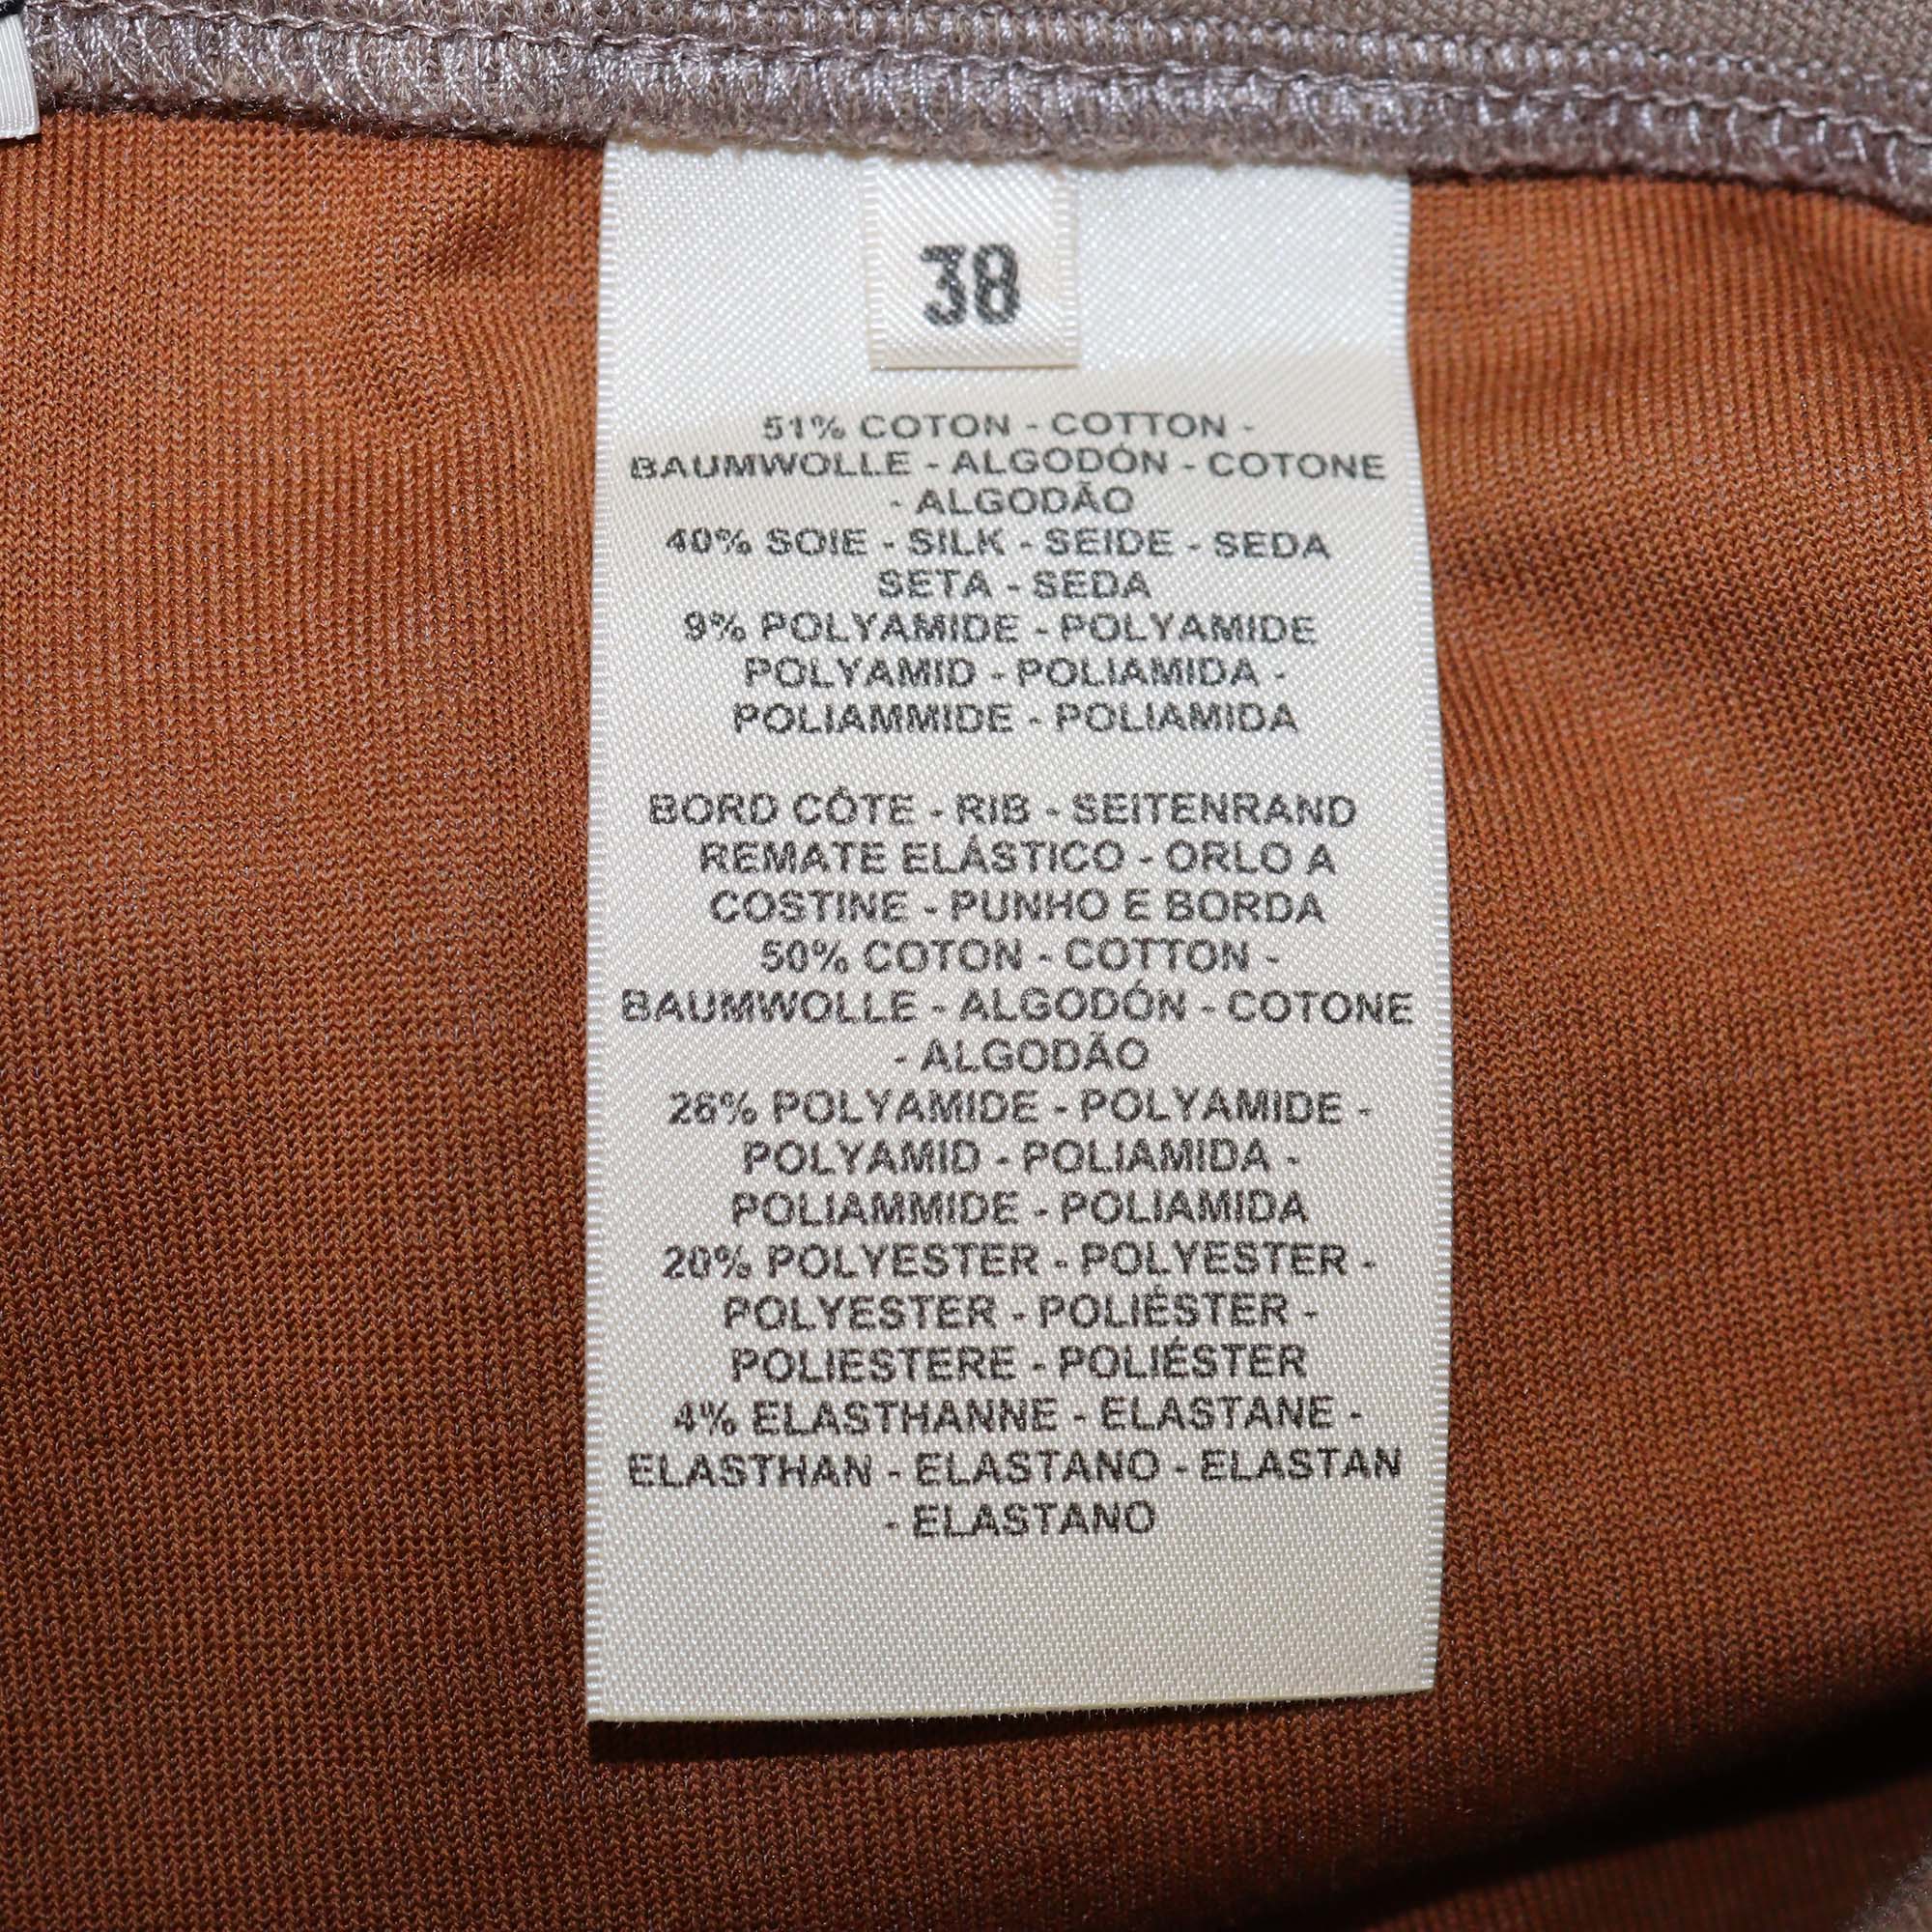 38
51% COTON - COTTON -
BAUMWOLLE - ALGODÓN - COTONE
- ALGODÃO
40% SOIE - SILK - SEIDE - SEDA
SETA - SEDA
9% POLYAMIDE - POLYAMIDE
POLYAMID - POLIAMIDA -
POLIAMMIDE - POLIAMIDA
BORD CÔTE - RIB - SEITENRAND
REMATE ELÁSTICO - ORLO A
COSTINE - PUNHO E BORDA
50% COTON - COTTON -
BAUMWOLLE - ALGODÓN - COTONE
- ALGODÃO
26% POLYAMIDE - POLYAMIDE -
POLYAMID - POLIAMIDA -
POLIAMMIDE - POLIAMIDA
20% POLYESTER - POLYESTER -
POLYESTER - POLIÉSTER -
POLIESTERE - POLIÉSTER
4% ELASTHANNE - ELASTANE -
ELASTHAN - ELASTANO - ELASTAN
- ELASTANO